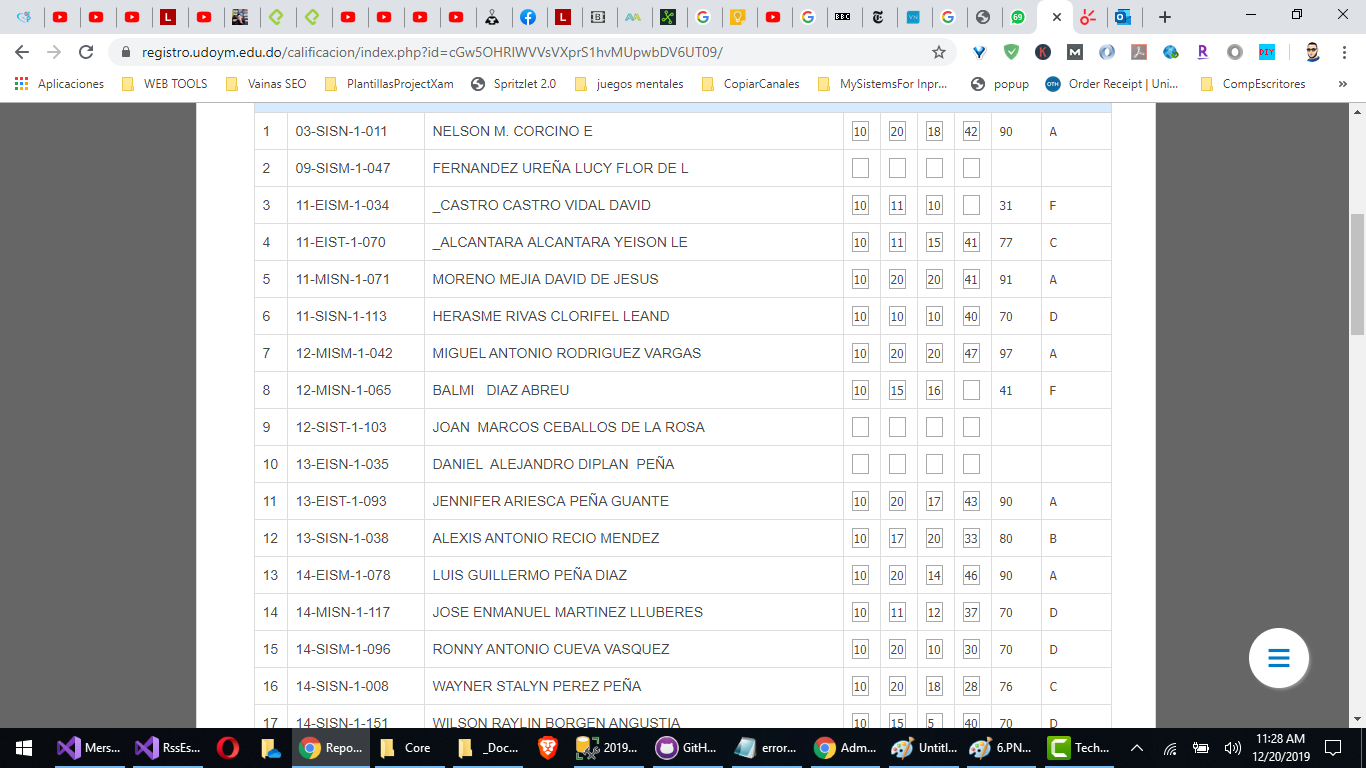 69
BBC
VN
registro.udoym.edu.do/calificacion/index.php?id=cGw5OHRIWVVsVXprS1hvMUpwbDV6UT09/
Aplicaciones WEB TOOLS Vainas SEO PlantillasProjectXam Spritzlet 2.0 juegos mentales CopiarCanales MySistemsFor Inpr... popup OTH Order Receipt | Uni... CompEscritores »
1 03-SISN-1-011 NELSON M. CORCINO E 10 20 18 42 90 A
2 09-SISM-1-047 FERNANDEZ UREÑA LUCY FLOR DE L
3 11-EISM-1-034 _CASTRO CASTRO VIDAL DAVID 10 11 10 31 F
4 11-EIST-1-070 _ALCANTARA ALCANTARA YEISON LE 10 11 15 41 77 C
5 11-MISN-1-071 MORENO MEJIA DAVID DE JESUS 10 20 20 41 91 A
6 11-SISN-1-113 HERASME RIVAS CLORIFEL LEAND 10 10 10 40 70 D
7 12-MISM-1-042 MIGUEL ANTONIO RODRIGUEZ VARGAS 10 20 20 47 97 A
8 12-MISN-1-065 BALMI DIAZ ABREU 10 15 16 41 F
9 12-SIST-1-103 JOAN MARCOS CEBALLOS DE LA ROSA
10 13-EISN-1-035 DANIEL ALEJANDRO DIPLAN PEÑA
11 13-EIST-1-093 JENNIFER ARIESCA PEÑA GUANTE 10 20 17 43 90 A
12 13-SISN-1-038 ALEXIS ANTONIO RECIO MENDEZ 10 17 20 33 80 B
13 14-EISM-1-078 LUIS GUILLERMO PEÑA DIAZ 10 20 14 46 90 A
14 14-MISN-1-117 JOSE ENMANUEL MARTINEZ LLUBERES 10 11 12 37 70 D
15 14-SISM-1-096 RONNY ANTONIO CUEVA VASQUEZ 10 20 10 30 70 D
16 14-SISN-1-008 WAYNER STALYN PEREZ PEÑA 10 20 18 28 76 C
17 14-SISN-1-151 WILSON RAYLIN BORGEN ANGUSTIA 10 15 5 40 70 D
Mers... RssEs... Repo... Core _Doc... 2019... GitH... error... Adm... Untitl... 6.PN... Tech... 11:28 AM
12/20/2019